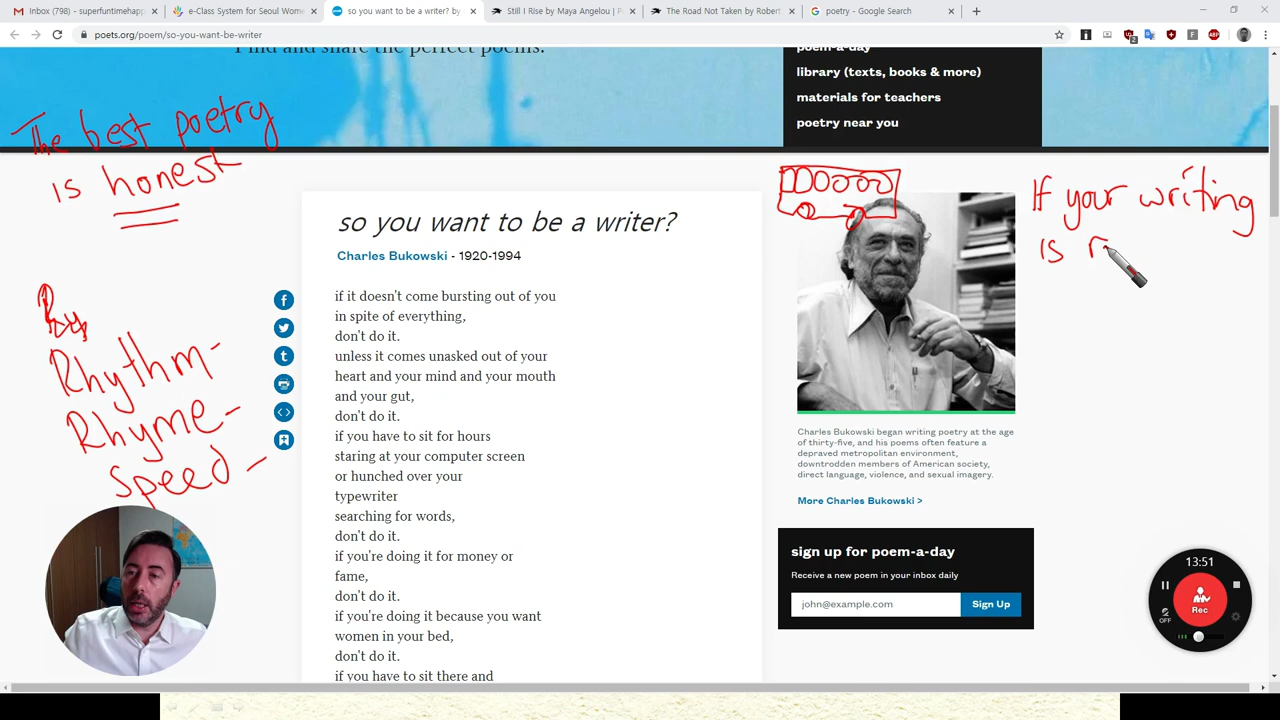 Inbox (798) - superfuntimehapp
e-Class System for Seoul Wome
so you want to be a writer? by
Still I Rise by Maya Angelou | P
The Road Not Taken by Robert
poetry - Google Search
poets.org/poem/so-you-want-be-writer
Find and share the perfect poems.
poem-a-day
library (texts, books & more)
materials for teachers
poetry near you
The best poetry
is honest
Rhythm-
Rhyme-
Speed-
so you want to be a writer?
Charles Bukowski - 1920-1994
if it doesn't come bursting out of you
in spite of everything,
don't do it.
unless it comes unasked out of your
heart and your mind and your mouth
and your gut,
don't do it.
if you have to sit for hours
staring at your computer screen
or hunched over your
typewriter
searching for words,
don't do it.
if you're doing it for money or
fame,
don't do it.
if you're doing it because you want
women in your bed,
don't do it.
if you have to sit there and
If your writing
is r
Charles Bukowski began writing poetry at the age
of thirty-five, and his poems often feature a
depraved metropolitan environment,
downtrodden members of American society,
direct language, violence, and sexual imagery.
More Charles Bukowski >
sign up for poem-a-day
Receive a new poem in your inbox daily
john@example.com
Sign Up
13:51
Rec
OFF